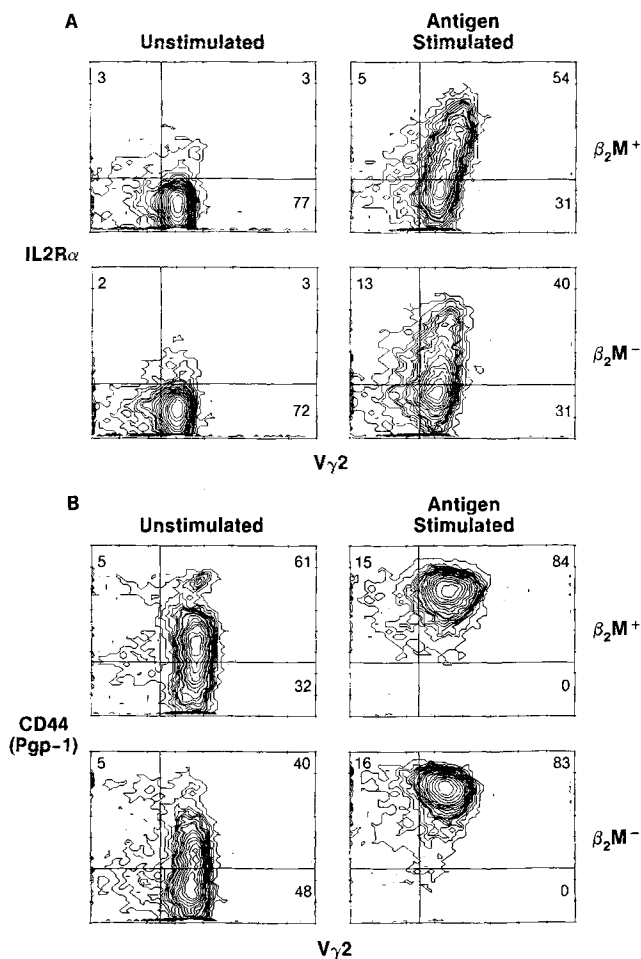 A
Unstimulated
Antigen
Stimulated
3
3
77
5
54
31
β₂M⁺
IL2Rα
2
3
72
13
40
31
β₂M⁻
Vγ2
B
Unstimulated
Antigen
Stimulated
5
61
32
15
84
0
β₂M⁺
CD44
(Pgp-1)
5
40
48
16
83
0
β₂M⁻
Vγ2